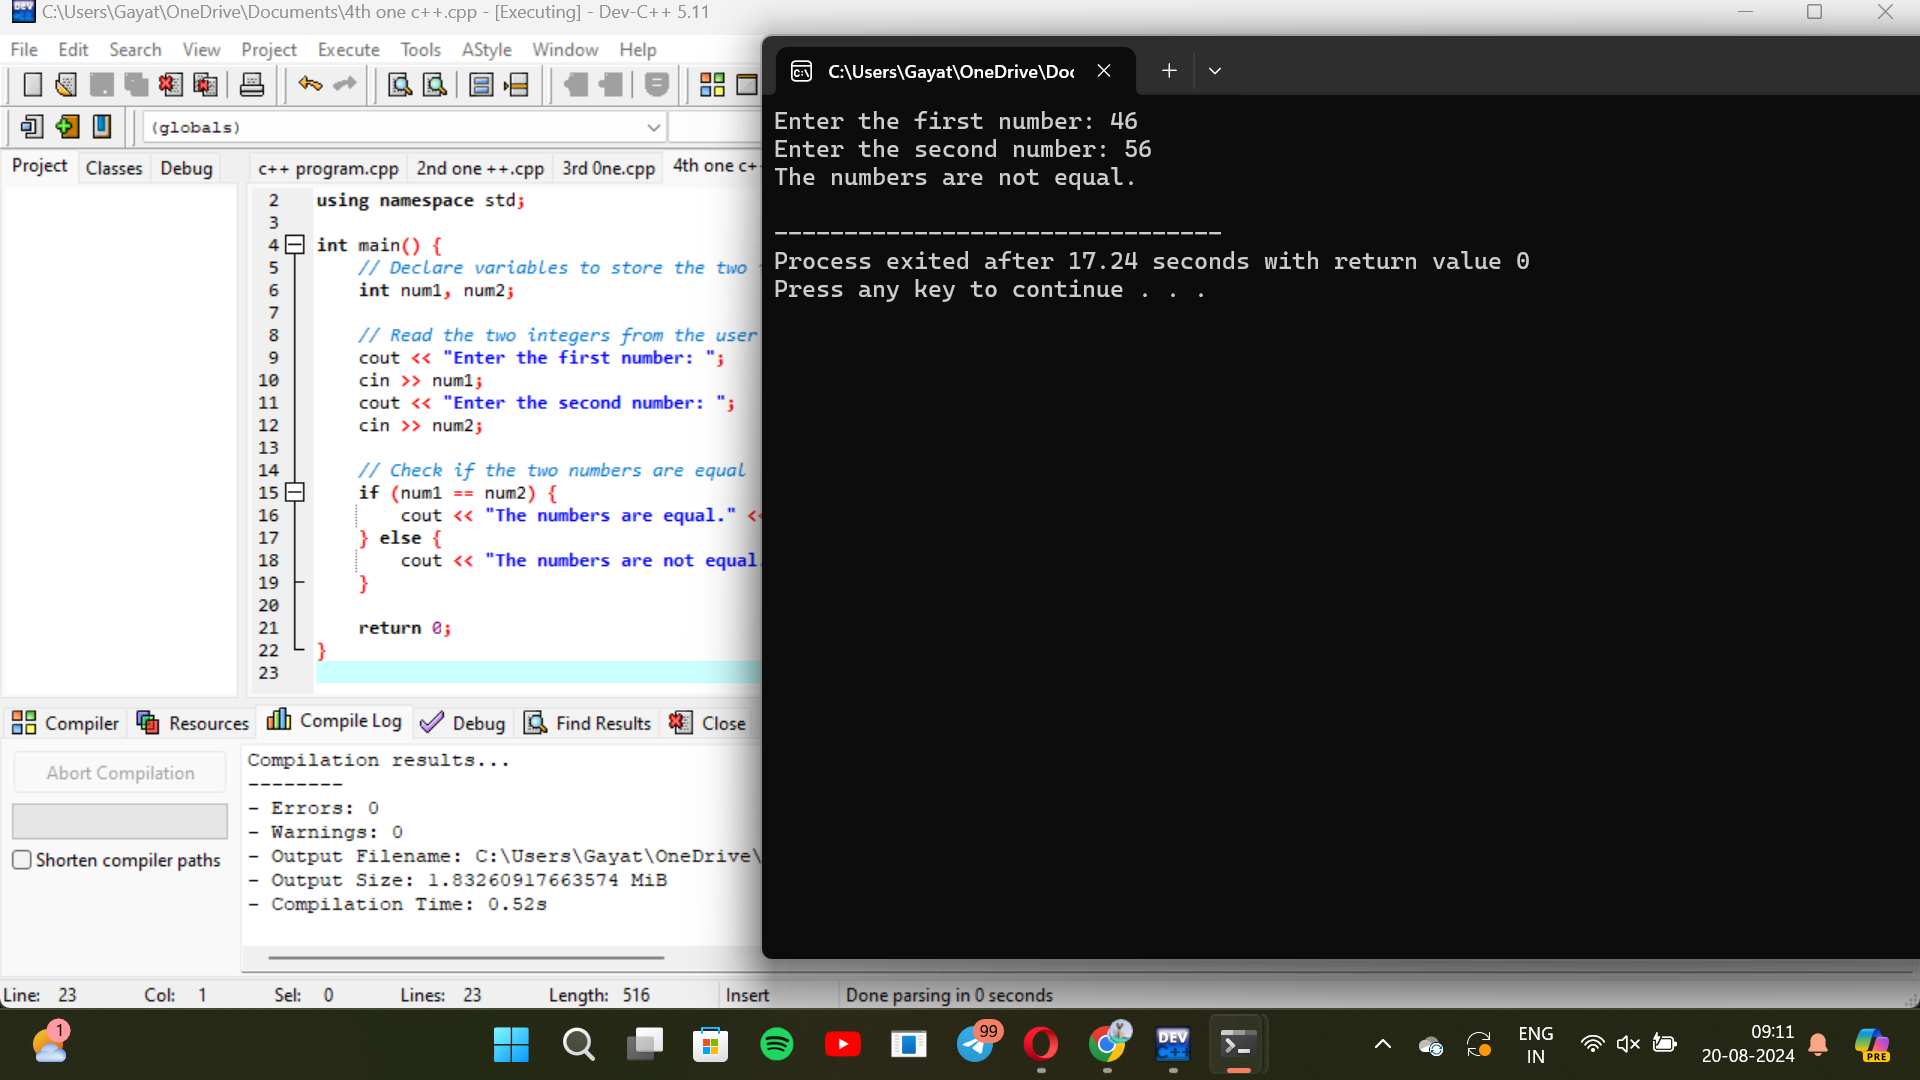 C:\Users\Gayat\OneDrive\Documents\4th one c++.cpp - [Executing] - Dev-C++ 5.11
File Edit Search View Project Execute Tools AStyle Window Help
(globals)
Project Classes Debug
c++ program.cpp 2nd one ++.cpp 3rd 0ne.cpp 4th one c+
2 using namespace std;
3
4 int main() {
5 // Declare variables to store the two
6 int num1, num2;
7
8 // Read the two integers from the user
9 cout << "Enter the first number: ";
10 cin >> num1;
11 cout << "Enter the second number: ";
12 cin >> num2;
13
14 // Check if the two numbers are equal
15 if (num1 == num2) {
16 cout << "The numbers are equal." <
17 } else {
18 cout << "The numbers are not equal.
19 }
20
21 return 0;
22 }
23
C:\Users\Gayat\OneDrive\Doc
Enter the first number: 46
Enter the second number: 56
The numbers are not equal.
--------------------------------
Process exited after 17.24 seconds with return value 0
Press any key to continue . . .
Compiler Resources Compile Log Debug Find Results Close
Abort Compilation
Shorten compiler paths
Compilation results...
--------
- Errors: 0
- Warnings: 0
- Output Filename: C:\Users\Gayat\OneDrive\
- Output Size: 1.83260917663574 MiB
- Compilation Time: 0.52s
Line: 23 Col: 1 Sel: 0 Lines: 23 Length: 516 Insert Done parsing in 0 seconds
1
99
DEV C++
ENG
IN
09:11
20-08-2024
PRE